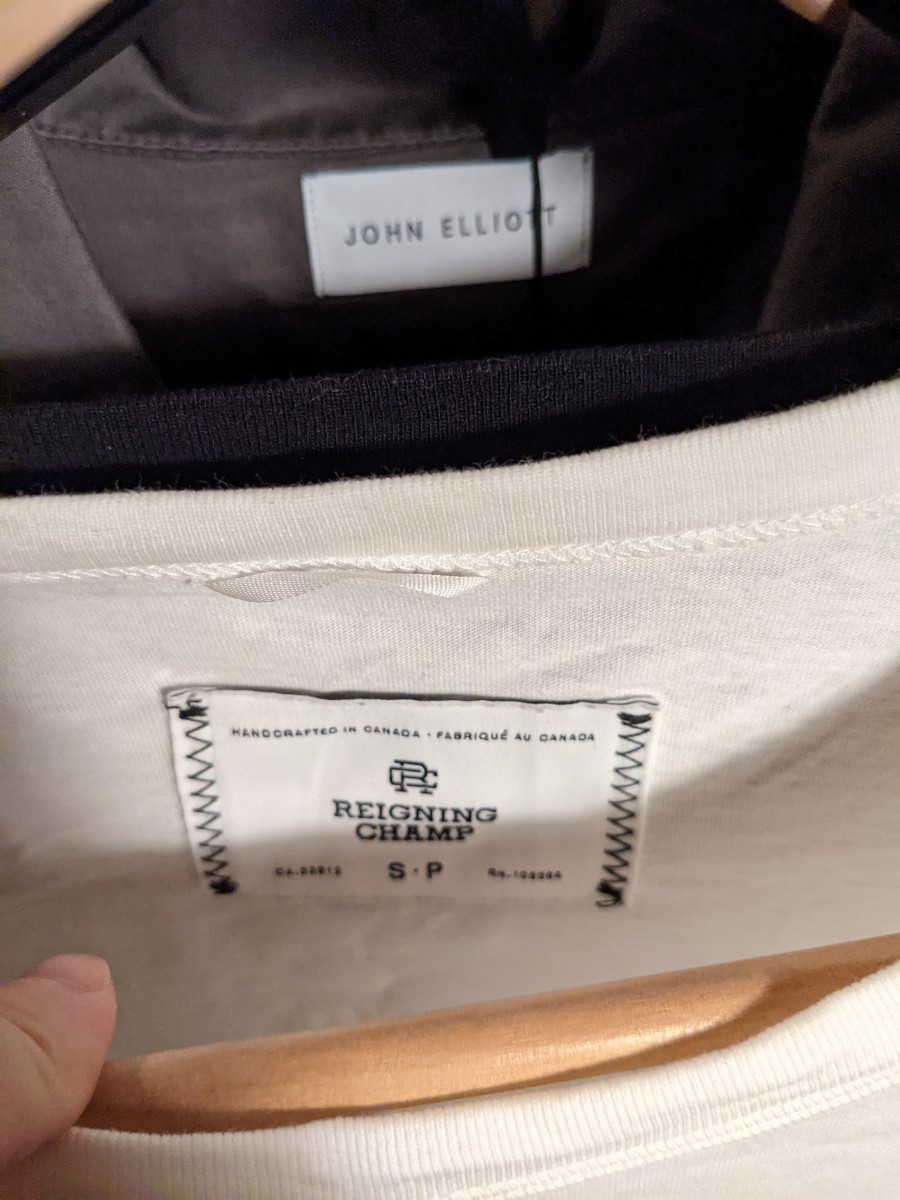 JOHN ELLIOTT
HANDCRAFTED IN CANADA · FABRIQUÉ AU CANADA
RC
REIGNING
CHAMP
S · P